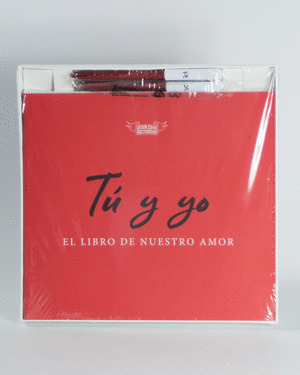 Tú y yo
EL LIBRO DE NUESTRO AMOR